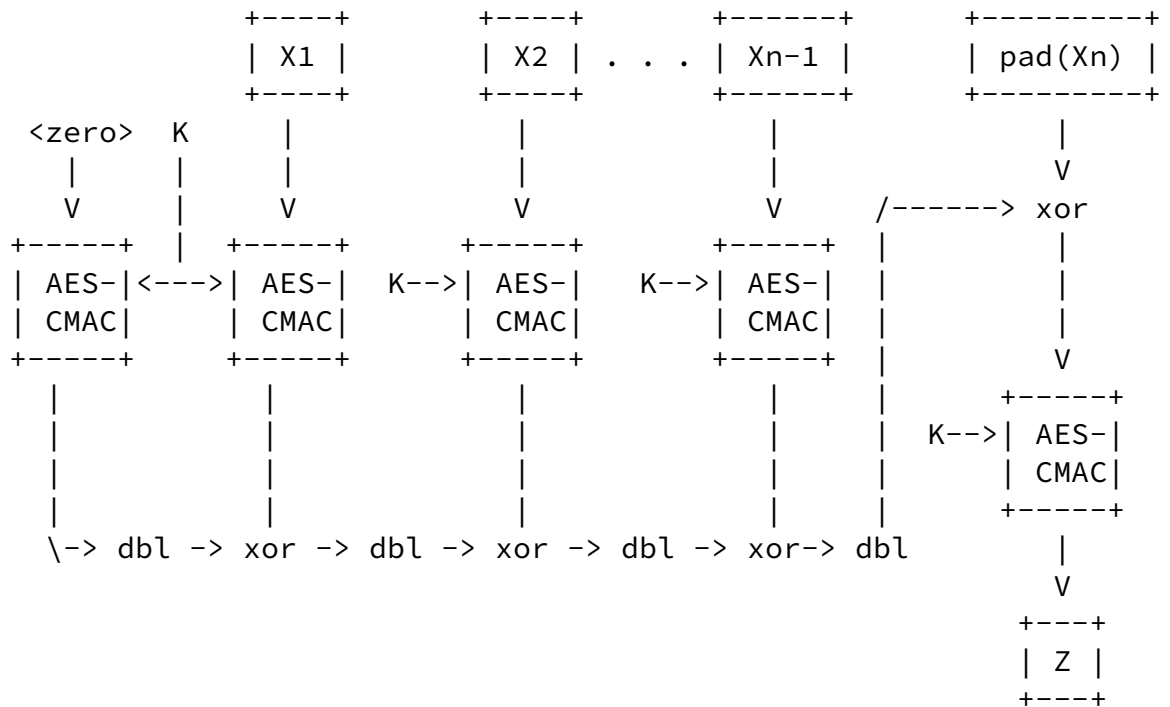 +----+       +----+       +------+      +---------+
                | X1 |       | X2 | . . . | Xn-1 |      | pad(Xn) |
                +----+       +----+       +------+      +---------+
 <zero>  K        |            |             |               |
   |     |        |            |             |               V
   V     |        V            V             V     /------> xor
+-----+  |  +-----+      +-----+       +-----+     |         |
| AES-|<--->| AES-|  K-->| AES-|   K-->| AES-|     |         |
| CMAC|     | CMAC|      | CMAC|       | CMAC|     |         |
+-----+     +-----+      +-----+       +-----+     |         V
  |            |            |             |        |      +-----+
  |            |            |             |        |  K-->| AES-|
  |            |            |             |        |      | CMAC|
  |            |            |             |        |      +-----+
  \-> dbl -> xor -> dbl -> xor -> dbl -> xor-> dbl           |
                                                             V
                                                           +---+
                                                           | Z |
                                                           +---+